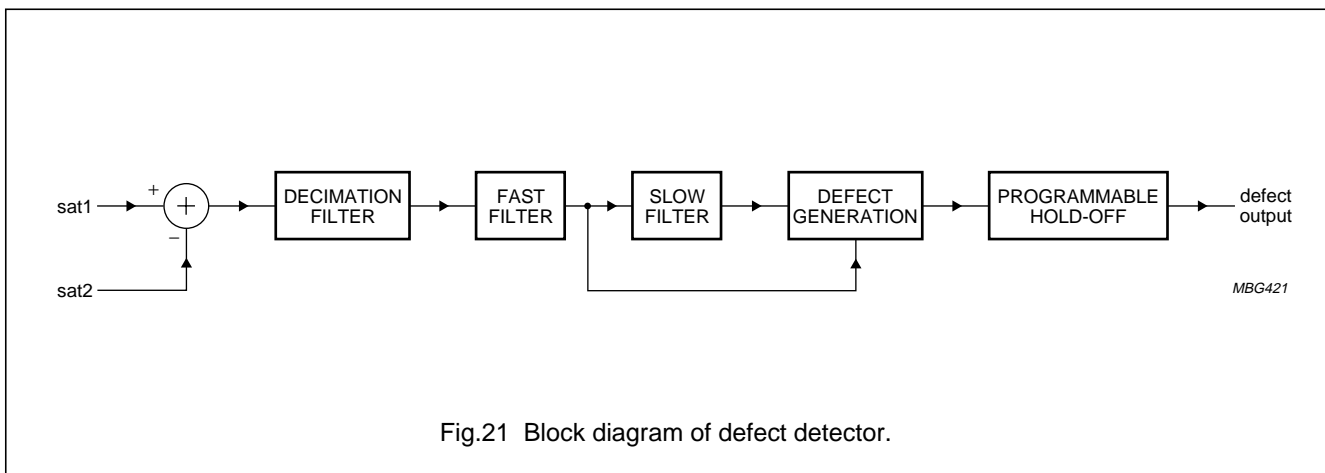 sat1
+
+
−
sat2
DECIMATION
FILTER
FAST
FILTER
SLOW
FILTER
DEFECT
GENERATION
PROGRAMMABLE
HOLD-OFF
defect
output
MBG421
Fig.21 Block diagram of defect detector.